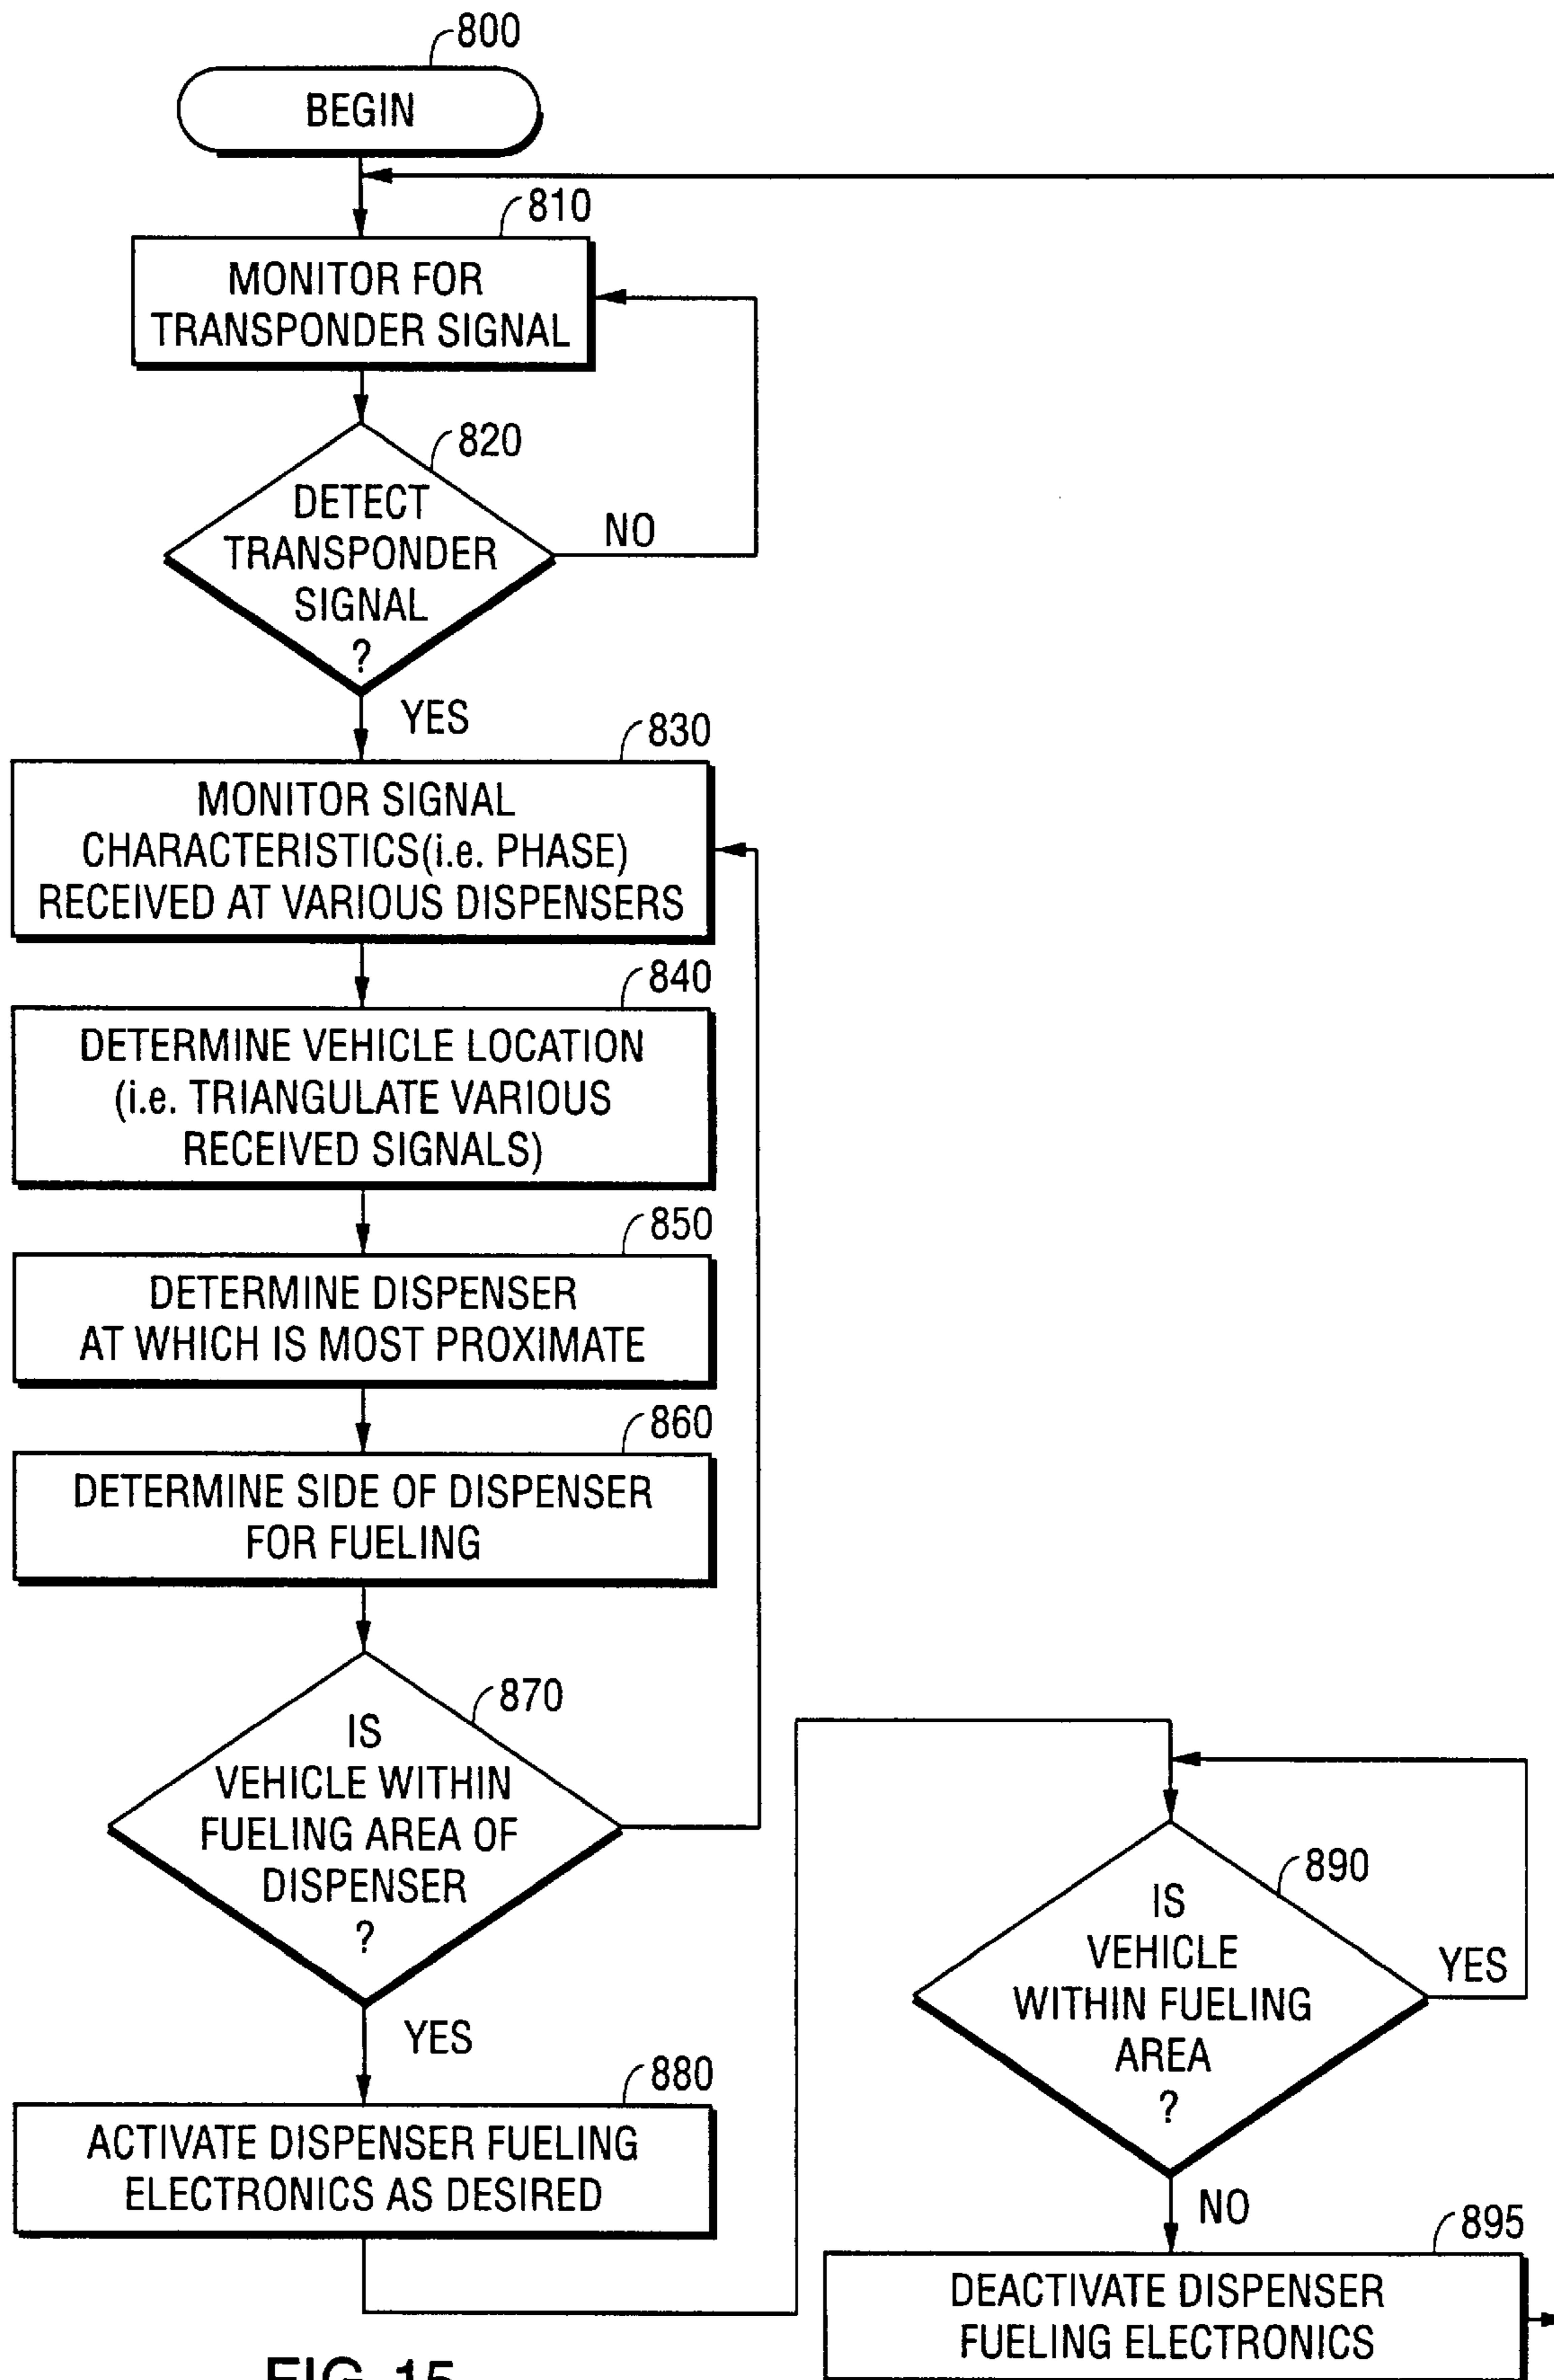 800
BEGIN
810
MONITOR FOR
TRANSPONDER SIGNAL
820
DETECT
TRANSPONDER
SIGNAL
?
NO
YES
830
MONITOR SIGNAL
CHARACTERISTICS(i.e. PHASE)
RECEIVED AT VARIOUS DISPENSERS
840
DETERMINE VEHICLE LOCATION
(i.e. TRIANGULATE VARIOUS
RECEIVED SIGNALS)
850
DETERMINE DISPENSER
AT WHICH IS MOST PROXIMATE
860
DETERMINE SIDE OF DISPENSER
FOR FUELING
870
IS
VEHICLE WITHIN
FUELING AREA OF
DISPENSER
?
YES
880
ACTIVATE DISPENSER FUELING
ELECTRONICS AS DESIRED
890
IS
VEHICLE
WITHIN FUELING
AREA
?
YES
NO
895
DEACTIVATE DISPENSER
FUELING ELECTRONICS
FIG. 15